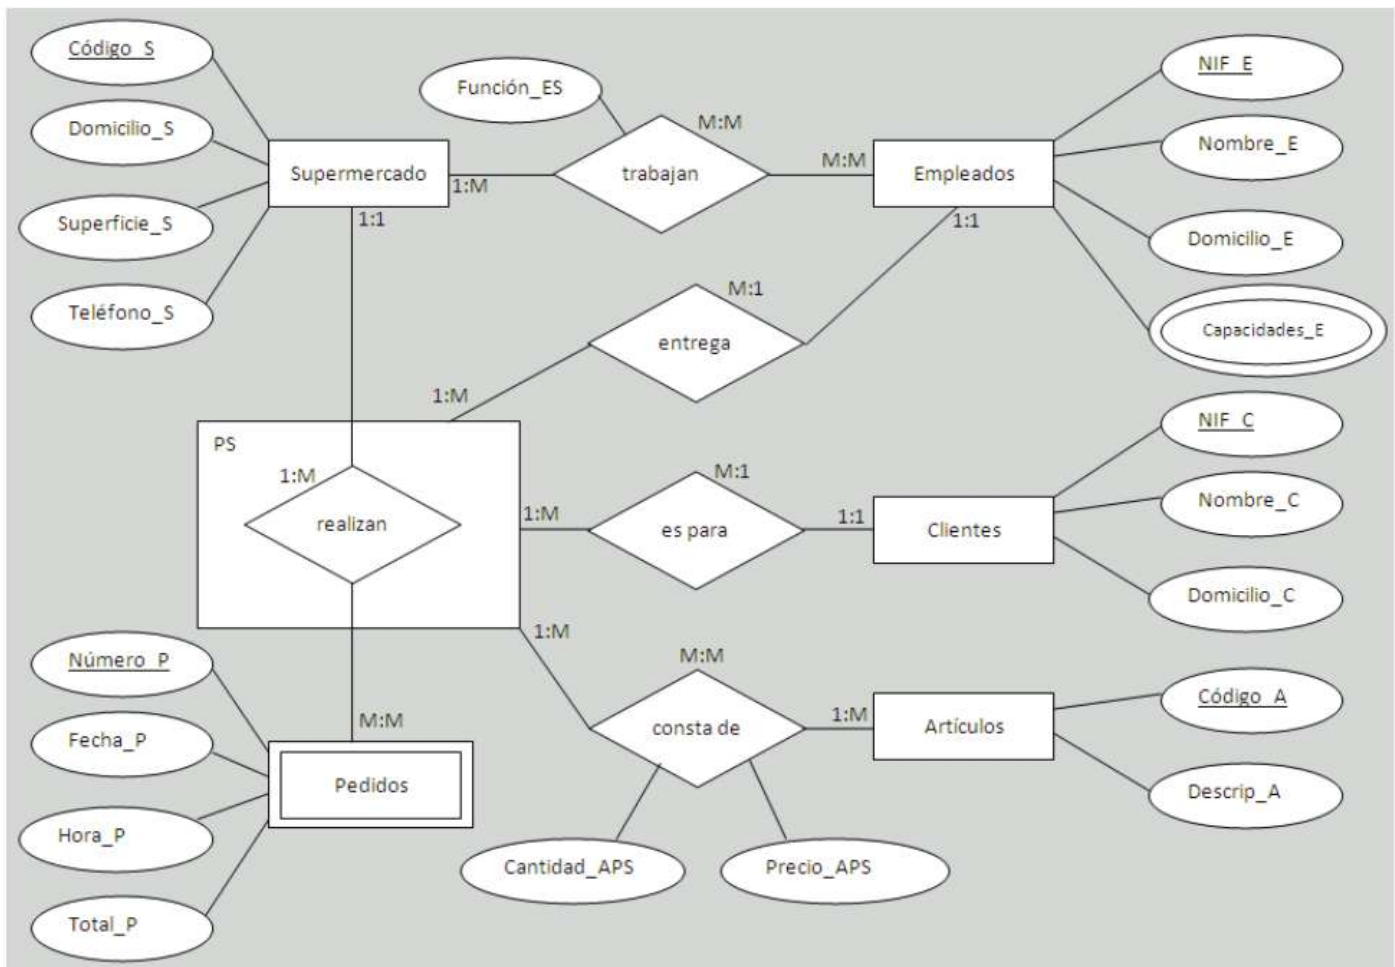 Código_S
Domicilio_S
Superficie_S
Teléfono_S
Supermercado
1:M
1:1
Función_ES
M:M
trabajan
M:M
Empleados
1:1
NIF_E
Nombre_E
Domicilio_E
Capacidades_E
M:1
entrega
1:M
PS
1:M
realizan
1:M
M:1
es para
1:1
Clientes
NIF_C
Nombre_C
Domicilio_C
1:M
M:M
consta de
1:M
Artículos
Código_A
Descrip_A
Cantidad_APS
Precio_APS
Número_P
Fecha_P
Hora_P
Total_P
M:M
Pedidos